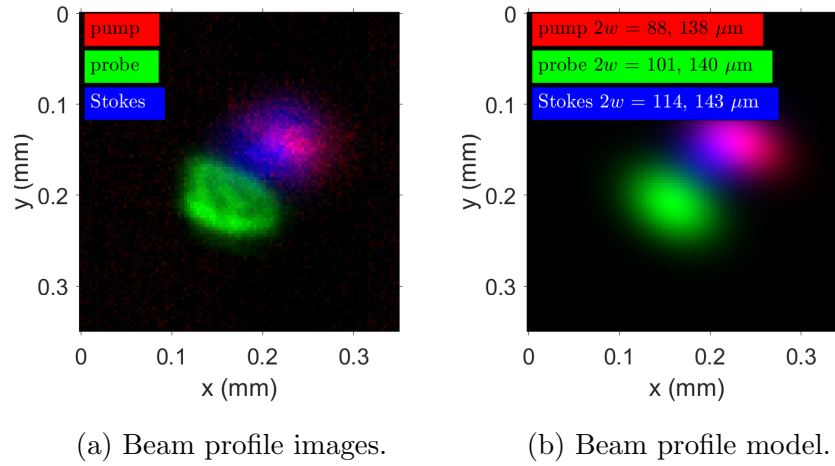 0
pump
probe
Stokes
0.1
0.2
0.3
y (mm)
0
0.1
0.2
0.3
x (mm)
(a) Beam profile images.
0
pump 2w = 88, 138 μm
probe 2w = 101, 140 μm
Stokes 2w = 114, 143 μm
0.1
0.2
0.3
y (mm)
0
0.1
0.2
0.3
x (mm)
(b) Beam profile model.